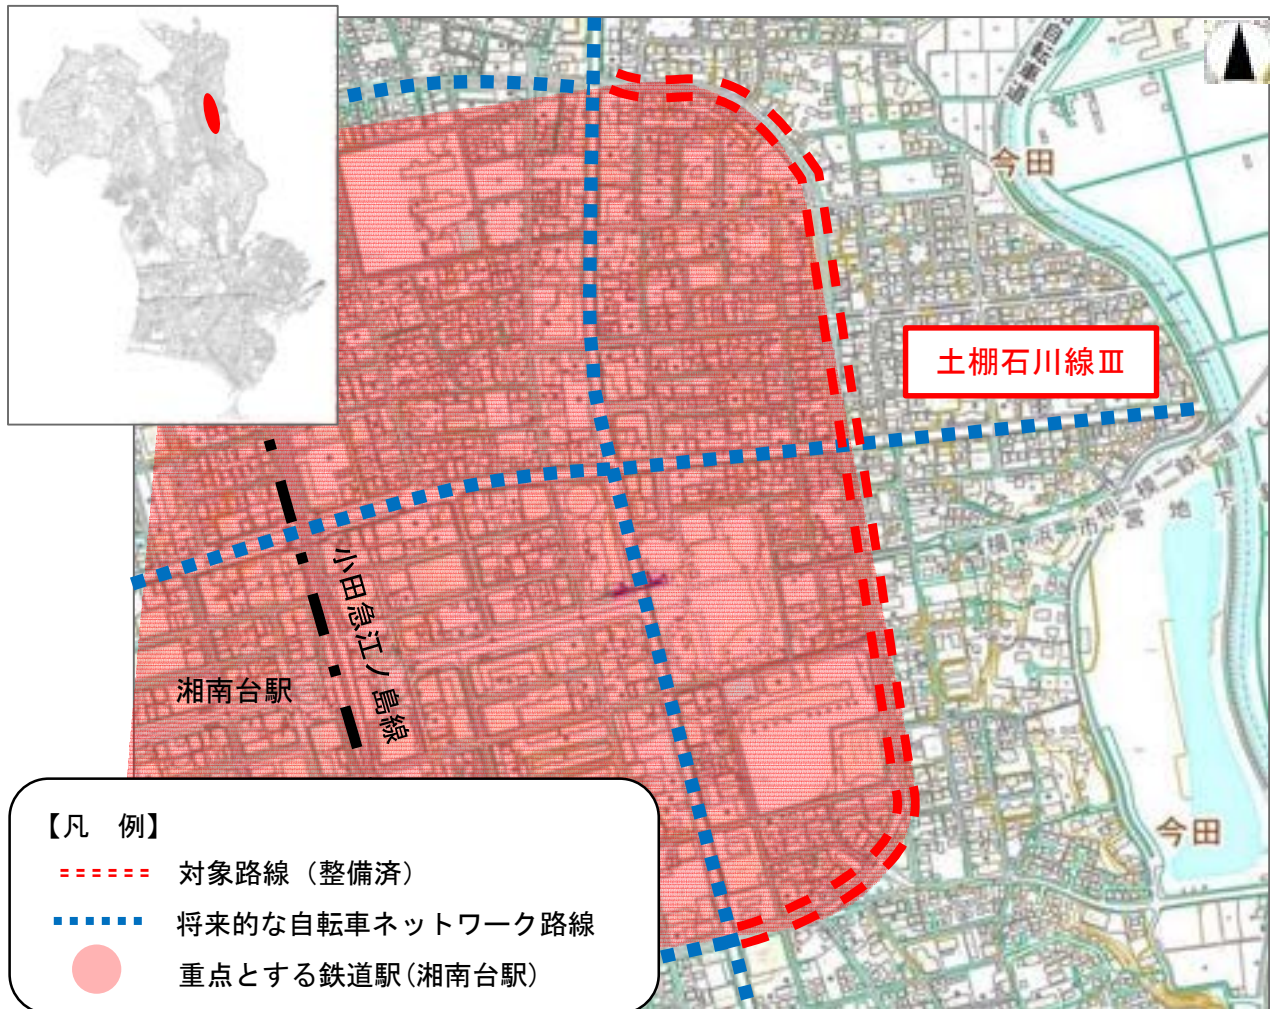 今田
土棚石川線Ⅲ
小田急江ノ島線
湘南台駅
今田
【凡　例】
対象路線（整備済）
将来的な自転車ネットワーク路線
重点とする鉄道駅(湘南台駅)